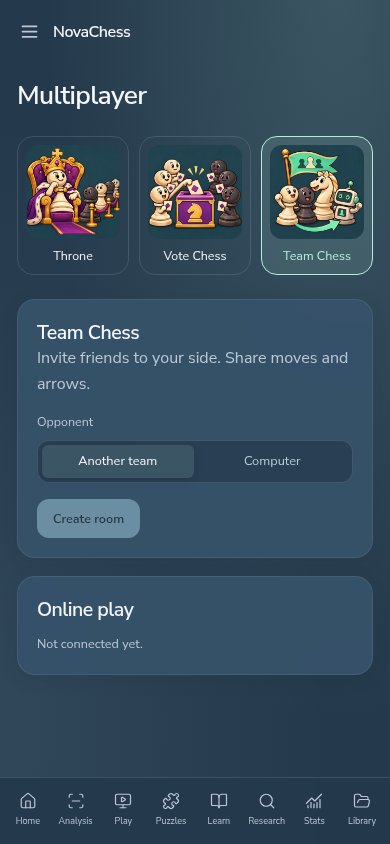 NovaChess
Multiplayer
Throne
Vote Chess
Team Chess
Team Chess
Invite friends to your side. Share moves and
arrows.
Opponent
Another team
Computer
Create room
Online play
Not connected yet.
Home
Analysis
Play
Puzzles
Learn
Research
Stats
Library